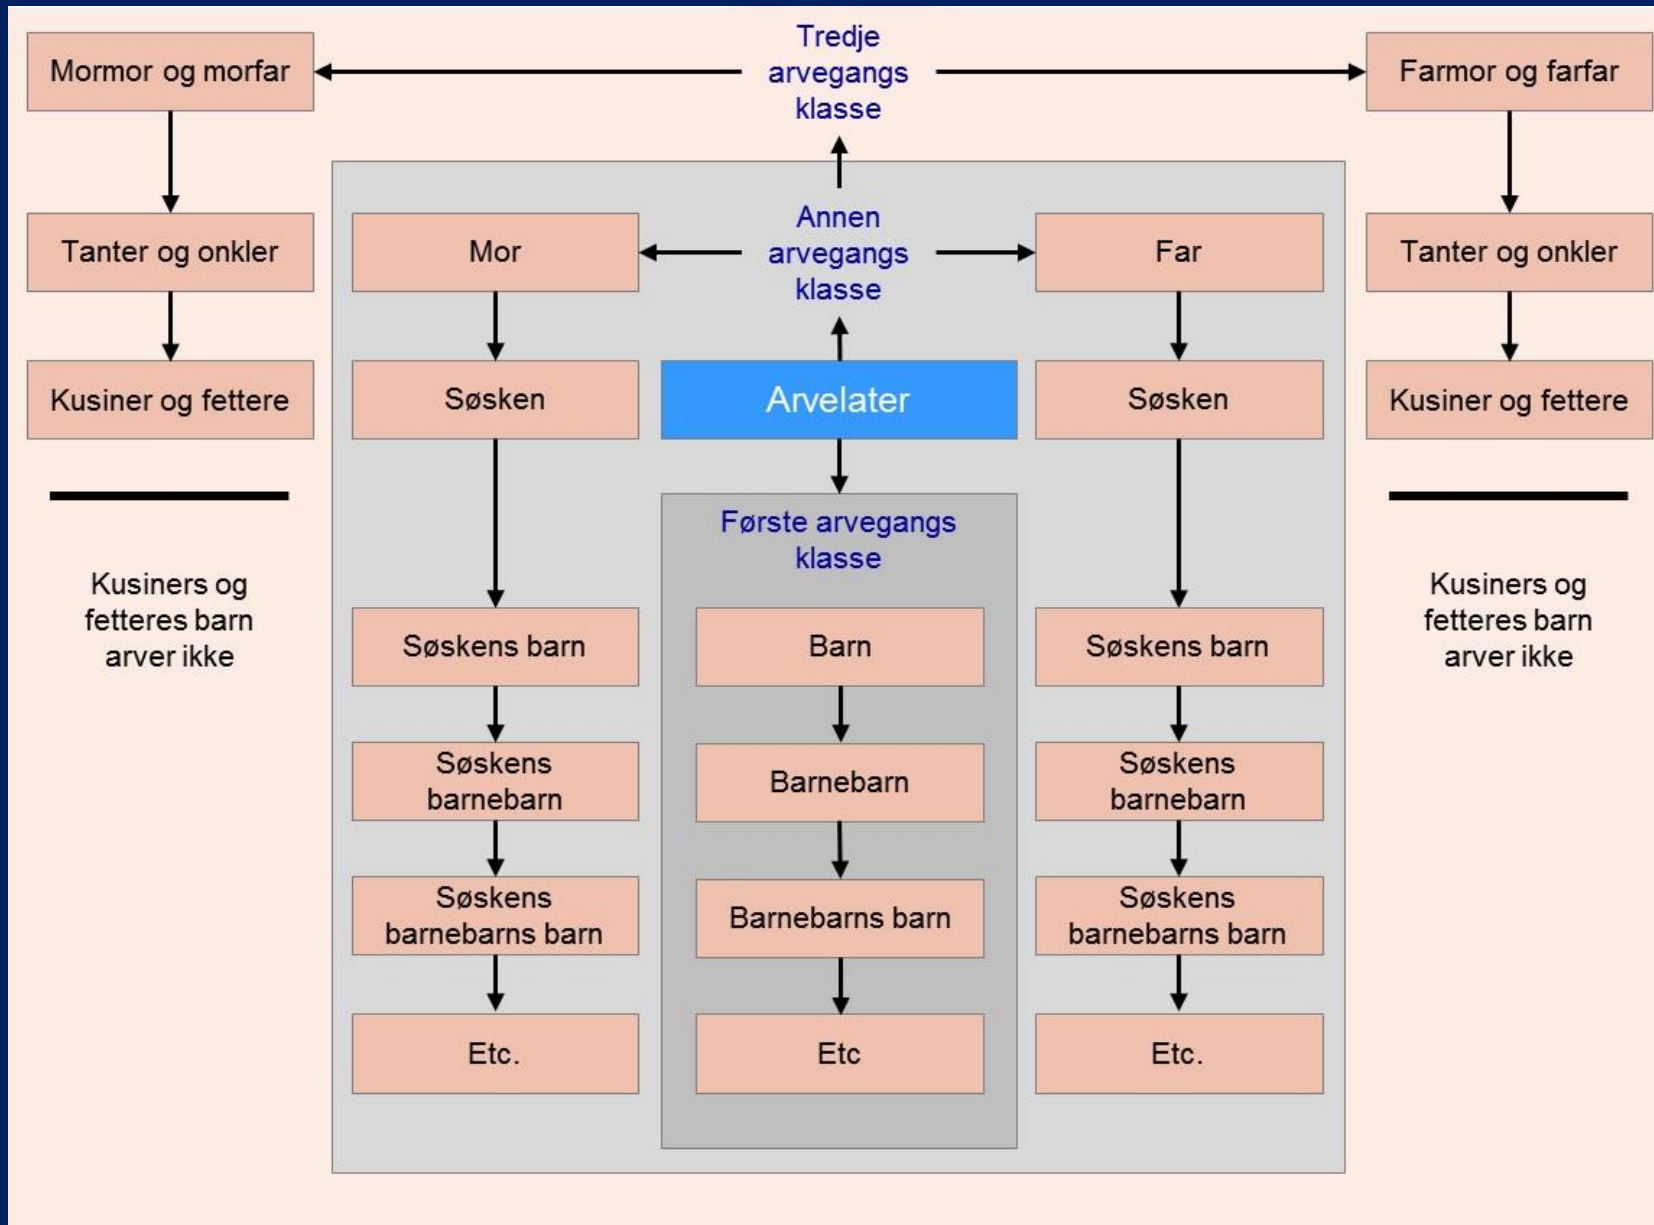 Tredje
arvegangs
klasse
Mormor og morfar
Farmor og farfar
Annen
arvegangs
klasse
Tanter og onkler
Mor
Far
Tanter og onkler
Kusiner og fettere
Søsken
Arvelater
Søsken
Kusiner og fettere
Første arvegangs
klasse
Kusiners og
fetteres barn
arver ikke
Søskens barn
Barn
Søskens barn
Kusiners og
fetteres barn
arver ikke
Søskens
barnebarn
Barnebarn
Søskens
barnebarn
Søskens
barnebarns barn
Barnebarns barn
Søskens
barnebarns barn
Etc.
Etc
Etc.